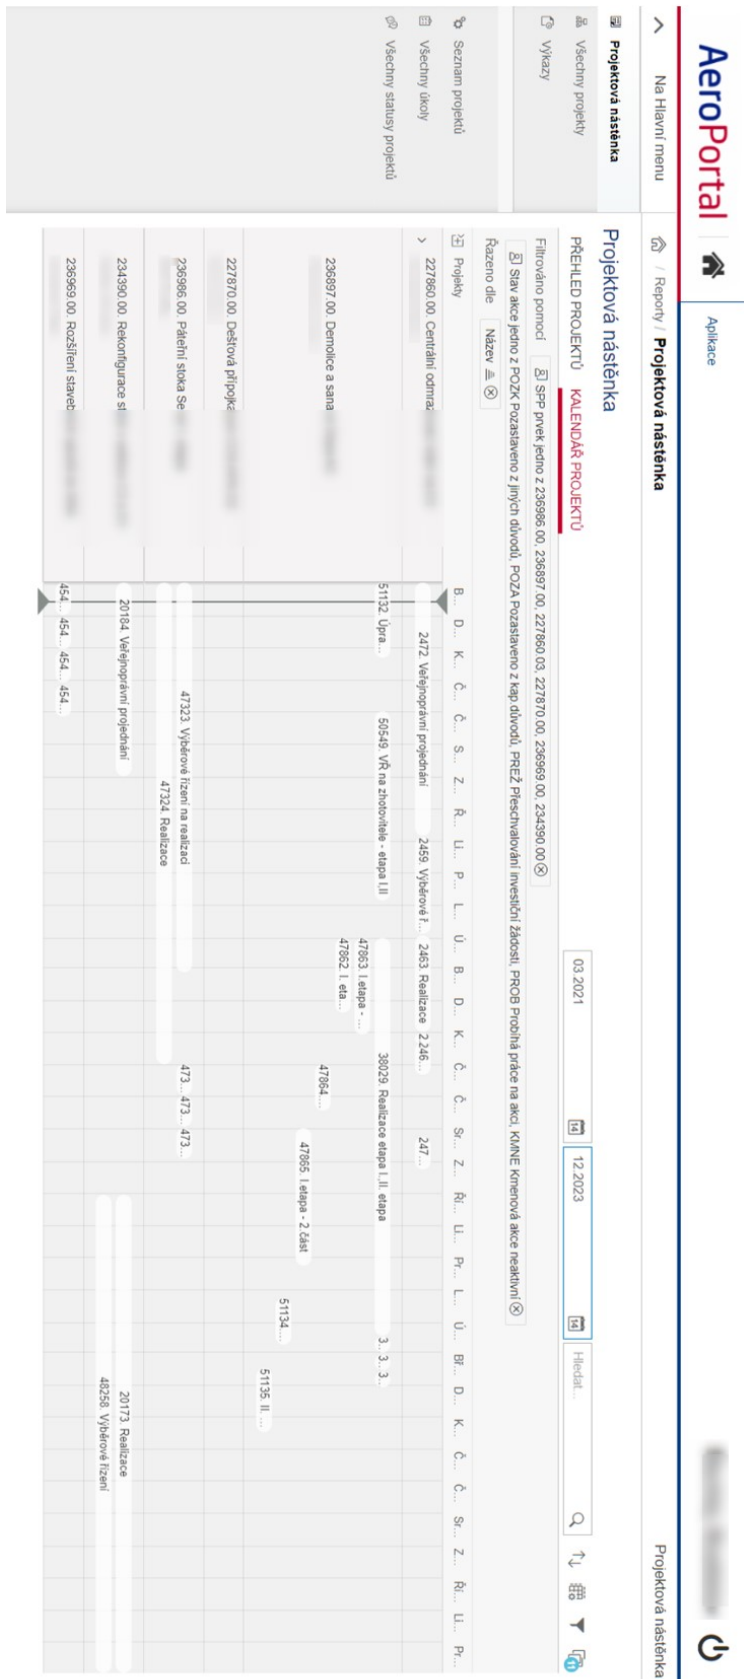 AeroPortal
Aplikace
Na Hlavní menu
/ Reporty / Projektová nástěnka
Projektová nástěnka
Projektová nástěnka
Všechny projekty
Výkazy
Seznam projektů
Všechny úkoly
Všechny statusy projektů
Projektová nástěnka
PŘEHLED PROJEKTŮ KALENDÁŘ PROJEKTŮ
03.2021
14
12.2023
14
Hledat...
11
Filtrováno pomocí SPP prvek jedno z 236986.00, 236897.00, 227860.03, 227870.00, 236969.00, 234390.00
Stav akce jedno z POZK Pozastaveno z jiných důvodů, POZA Pozastaveno z kap.důvodů, PREŽ Přeschvalování investiční žádosti, PROB Probíhá práce na akci, KMNE Kmenová akce neaktivní
Řazeno dle Název
Projekty
B... D... K... Č... Č... S... Z... Ř... Li... P... L... Ú... B... D... K... Č... Č... Sr... Z... Ří... Li... Pr... L... Ú... Bř... D... K... Č... Č... Sr... Z... Ří... Li... Pr...
227860.00. Centrální odmraz
2472. Veřejnoprávní projednání 2459. Výběrové ř... 2463. Realizace 2.246... 247...
236897.00. Demolice a sana
51132. Úpra... 50549. VŘ na zhotovitele - etapa I,II 38029. Realizace etapa I.,II. etapa 3... 3... 3...
47863. I.etapa - ...
47862. I. eta...
47864....
47865. I.etapa - 2.část
51134....
51135. II. ...
227870.00. Dešťová přípojka
236986.00. Páteřní stoka Se
47323. Výběrové řízení na realizaci 473... 473... 473...
47324. Realizace
234390.00. Rekonfigurace s
20184. Veřejnoprávní projednání 20173. Realizace
48258. Výběrové řízení
236969.00. Rozšíření staveb
454... 454... 454... 454...